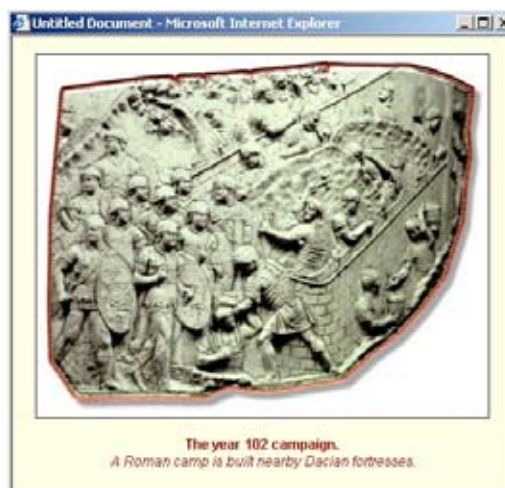 Untitled Document - Microsoft Internet Explorer
The year 102 campaign.
A Roman camp is built nearby Dacian fortresses.